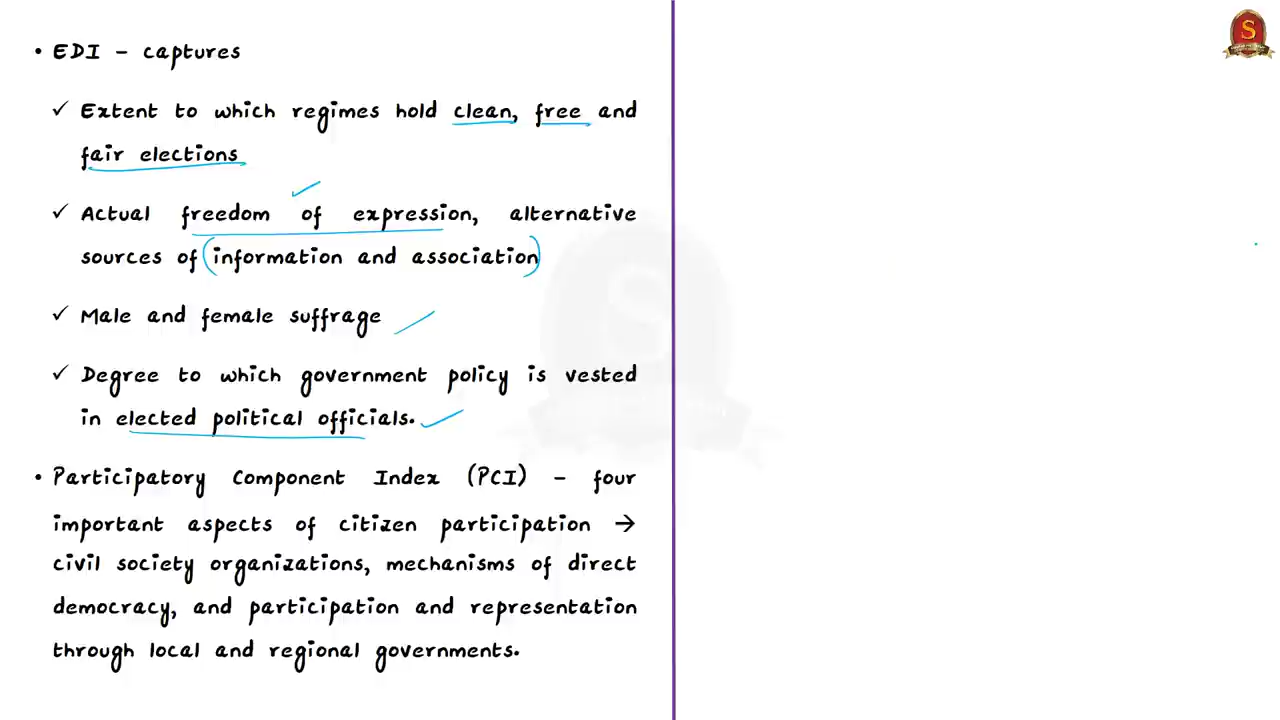 • EDI – captures
✓ Extent to which regimes hold clean, free and
fair elections
✓ Actual freedom of expression, alternative
sources of information and association
✓ Male and female suffrage
✓ Degree to which government policy is vested
in elected political officials.
• Participatory Component Index (PCI) – four
important aspects of citizen participation →
civil society organizations, mechanisms of direct
democracy, and participation and representation
through local and regional governments.
S